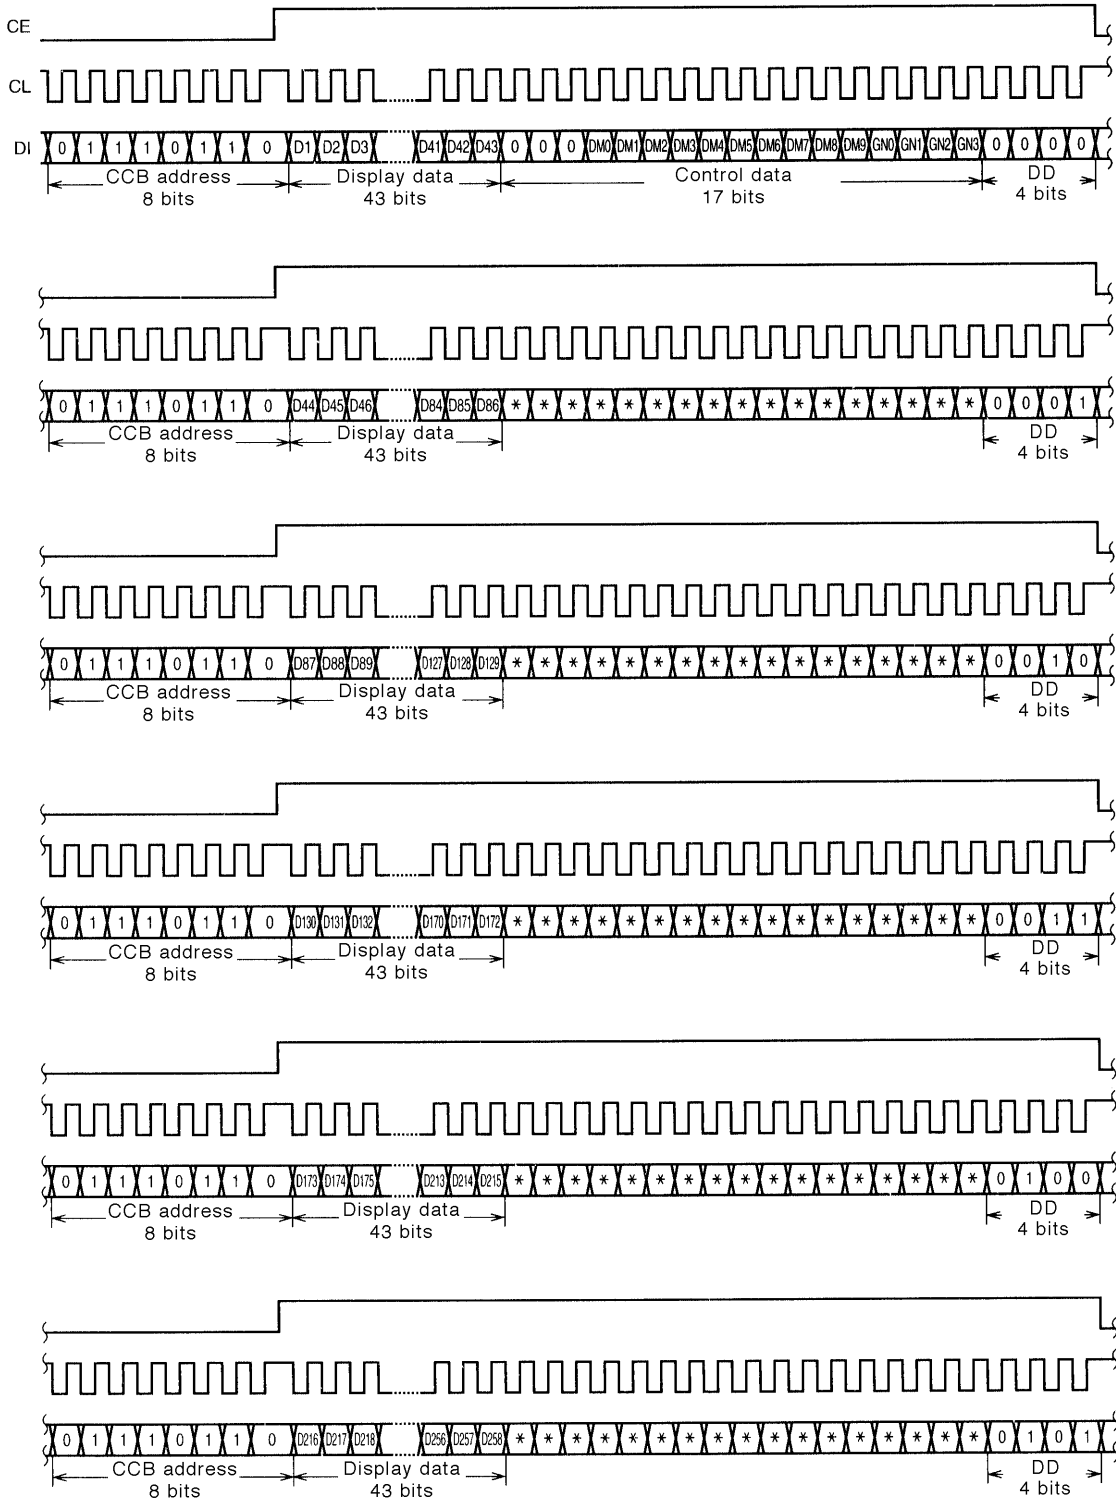 CE
CL
DI 0 1 1 1 0 1 1 0 D1 D2 D3 D41 D42 D43 0 0 0 DM0 DM1 DM2 DM3 DM4 DM5 DM6 DM7 DM8 DM9 GN0 GN1 GN2 GN3 0 0 0 0
CCB address Display data Control data DD
8 bits 43 bits 17 bits 4 bits
0 1 1 1 0 1 1 0 D44 D45 D46 D84 D85 D86 * * * * * * * * * * * * * * * * * 0 0 0 1
CCB address Display data DD
8 bits 43 bits 4 bits
0 1 1 1 0 1 1 0 D87 D88 D89 D127 D128 D129 * * * * * * * * * * * * * * * * * 0 0 1 0
CCB address Display data DD
8 bits 43 bits 4 bits
0 1 1 1 0 1 1 0 D130 D131 D132 D170 D171 D172 * * * * * * * * * * * * * * * * * 0 0 1 1
CCB address Display data DD
8 bits 43 bits 4 bits
0 1 1 1 0 1 1 0 D173 D174 D175 D213 D214 D215 * * * * * * * * * * * * * * * * * 0 1 0 0
CCB address Display data DD
8 bits 43 bits 4 bits
0 1 1 1 0 1 1 0 D216 D217 D218 D256 D257 D258 * * * * * * * * * * * * * * * * * 0 1 0 1
CCB address Display data DD
8 bits 43 bits 4 bits